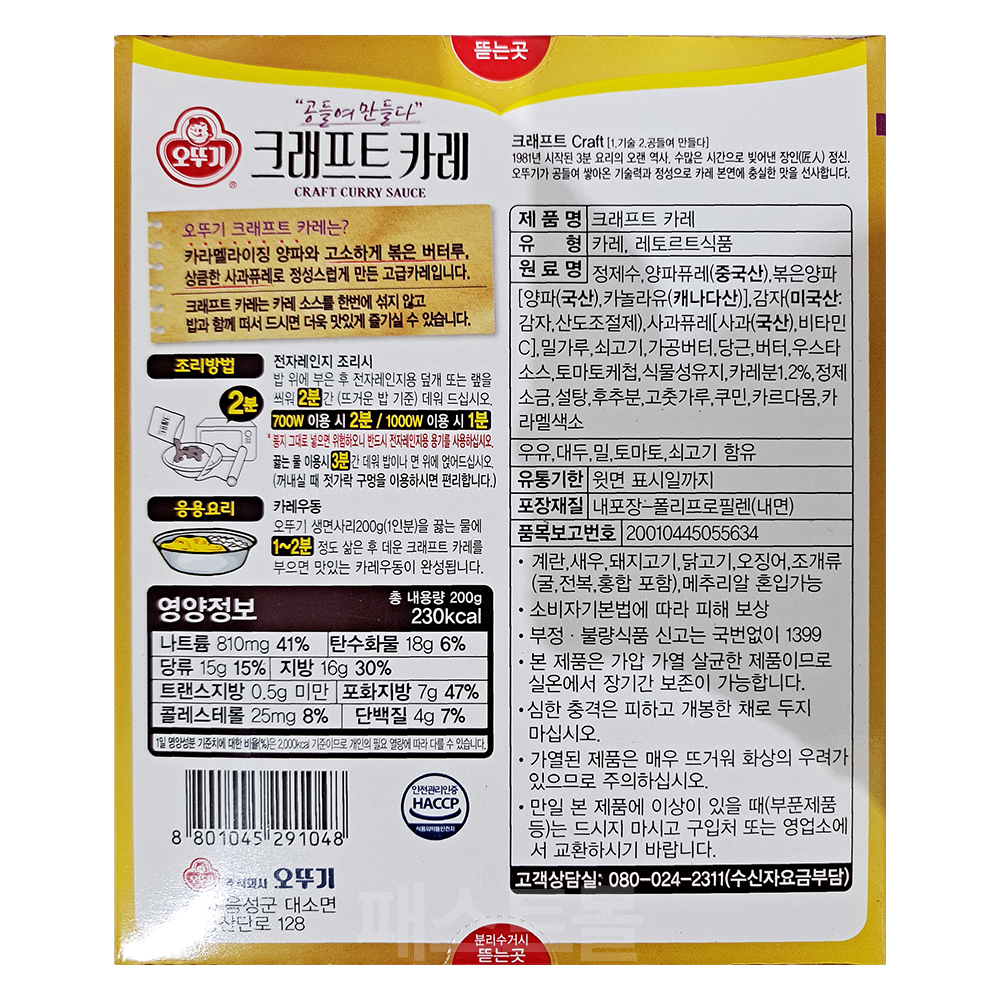 뜯는곳
"공들여 만들다"
오뚜기
크래프트 카레
CRAFT CURRY SAUCE
크래프트 Craft [1.기술 2.공들여 만들다]
1981년 시작된 3분 요리의 오랜 역사, 수많은 시간으로 빚어낸 장인(匠人) 정신.
오뚜기가 공들여 쌓아온 기술력과 정성으로 카레 본연에 충실한 맛을 선사합니다.
오뚜기 크래프트 카레는?
카라멜라이징 양파와 고소하게 볶은 버터루,
상큼한 사과퓨레로 정성스럽게 만든 고급카레입니다.
크래프트 카레는 카레 소스를 한번에 섞지 않고
밥과 함께 떠서 드시면 더욱 맛있게 즐기실 수 있습니다.
조리방법
전자레인지 조리시
밥 위에 부은 후 전자레인지용 덮개 또는 랩을
씌워 2분간 (뜨거운 밥 기준) 데워 드십시오.
2분
700W 이용 시 2분 / 1000W 이용 시 1분
* 봉지 그대로 넣으면 위험하오니 반드시 전자레인지용 용기를 사용하십시오.
끓는 물 이용시 3분간 데워 밥이나 면 위에 얹어드십시오.
(꺼내실 때 젓가락 구멍을 이용하시면 편리합니다.)
응용요리
카레우동
오뚜기 생면사리200g(1인분)을 끓는 물에
1~2분 정도 삶은 후 데운 크래프트 카레를
부으면 맛있는 카레우동이 완성됩니다.
영양정보
총 내용량 200g
230kcal
나트륨 810mg 41% 탄수화물 18g 6%
당류 15g 15% 지방 16g 30%
트랜스지방 0.5g 미만 포화지방 7g 47%
콜레스테롤 25mg 8% 단백질 4g 7%
1일 영양성분 기준치에 대한 비율(%)은 2,000kcal 기준이므로 개인의 필요 열량에 따라 다를 수 있습니다.
8 801045 291048
안전관리인증
HACCP
식품의약품안전처
주식회사 오뚜기
음성군 대소면
산단로 128
제 품 명 크래프트 카레
유 형 카레, 레토르트식품
원 료 명 정제수,양파퓨레(중국산),볶은양파
[양파(국산),카놀라유(캐나다산)],감자(미국산:
감자,산도조절제),사과퓨레[사과(국산),비타민
C],밀가루,쇠고기,가공버터,당근,버터,우스타
소스,토마토케첩,식물성유지,카레분1.2%,정제
소금,설탕,후추분,고춧가루,쿠민,카르다몸,카
라멜색소
우유,대두,밀,토마토,쇠고기 함유
유통기한 윗면 표시일까지
포장재질 내포장-폴리프로필렌(내면)
품목보고번호 20010445055634
• 계란,새우,돼지고기,닭고기,오징어,조개류
(굴,전복,홍합 포함),메추리알 혼입가능
• 소비자기본법에 따라 피해 보상
• 부정 · 불량식품 신고는 국번없이 1399
• 본 제품은 가압 가열 살균한 제품이므로
실온에서 장기간 보존이 가능합니다.
•심한 충격은 피하고 개봉한 채로 두지
마십시오.
• 가열된 제품은 매우 뜨거워 화상의 우려가
있으므로 주의하십시오.
• 만일 본 제품에 이상이 있을 때(부푼제품
등)는 드시지 마시고 구입처 또는 영업소에
서 교환하시기 바랍니다.
고객상담실: 080-024-2311(수신자요금부담)
패스트몰
분리수거시
뜯는곳